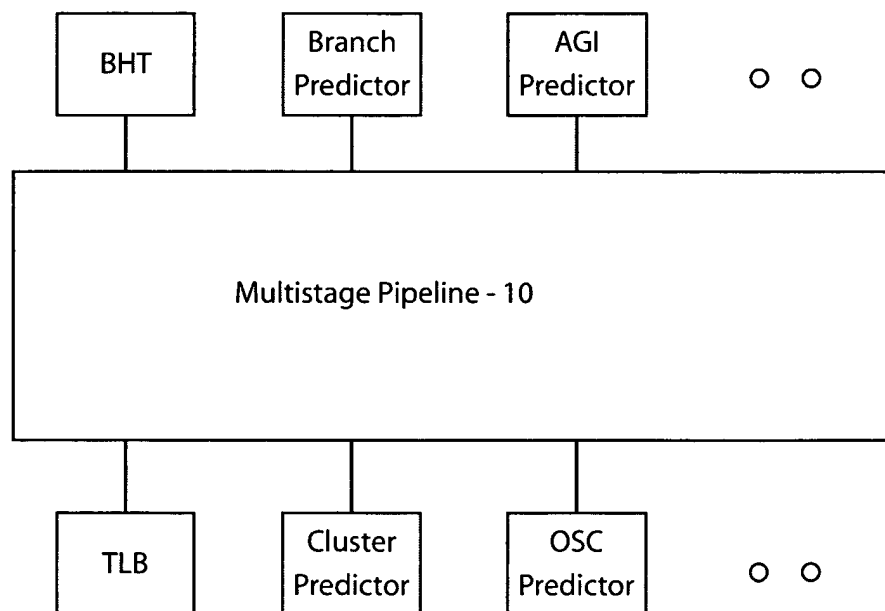 BHT
Branch
Predictor
AGI
Predictor
Multistage Pipeline - 10
TLB
Cluster
Predictor
OSC
Predictor